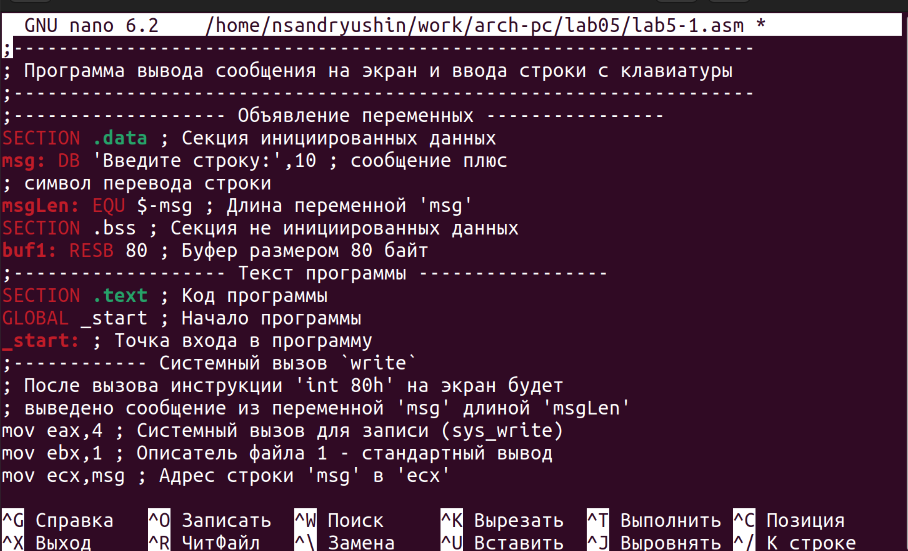 GNU nano 6.2 /home/nsandryushin/work/arch-pc/lab05/lab5-1.asm *
;------------------------------------------------------------------
; Программа вывода сообщения на экран и ввода строки с клавиатуры
;------------------------------------------------------------------
;------------------- Объявление переменных ----------------
SECTION .data ; Секция инициированных данных
msg: DB 'Введите строку:',10 ; сообщение плюс
; символ перевода строки
msgLen: EQU $-msg ; Длина переменной 'msg'
SECTION .bss ; Секция не инициированных данных
buf1: RESB 80 ; Буфер размером 80 байт
;------------------- Текст программы -----------------
SECTION .text ; Код программы
GLOBAL _start ; Начало программы
_start: ; Точка входа в программу
;------------ Системный вызов `write`
; После вызова инструкции 'int 80h' на экран будет
; выведено сообщение из переменной 'msg' длиной 'msgLen'
mov eax,4 ; Системный вызов для записи (sys_write)
mov ebx,1 ; Описатель файла 1 - стандартный вывод
mov ecx,msg ; Адрес строки 'msg' в 'ecx'
^G Справка ^O Записать ^W Поиск ^K Вырезать ^T Выполнить ^C Позиция
^X Выход ^R ЧитФайл ^\ Замена ^U Вставить ^J Выровнять ^/ К строке